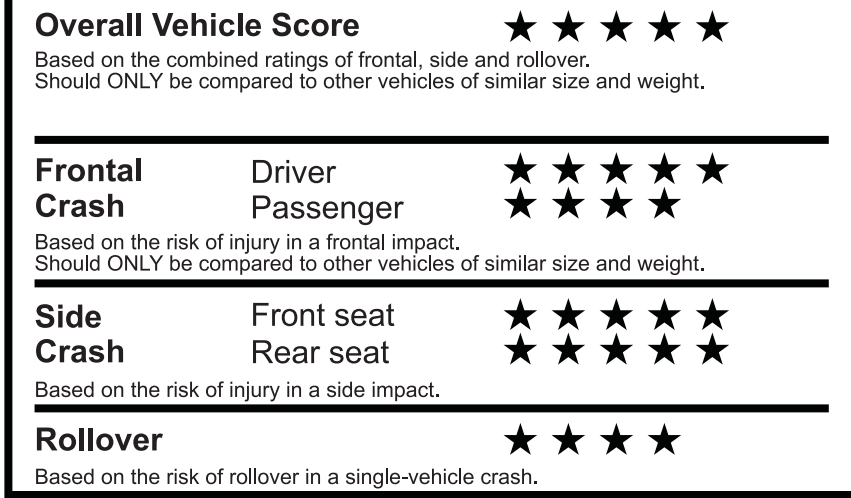 Overall Vehicle Score ★ ★ ★ ★ ★
Based on the combined ratings of frontal, side and rollover.
Should ONLY be compared to other vehicles of similar size and weight.
Frontal Driver ★ ★ ★ ★ ★
Crash Passenger ★ ★ ★ ★
Based on the risk of injury in a frontal impact.
Should ONLY be compared to other vehicles of similar size and weight.
Side Front seat ★ ★ ★ ★ ★
Crash Rear seat ★ ★ ★ ★ ★
Based on the risk of injury in a side impact.
Rollover ★ ★ ★ ★
Based on the risk of rollover in a single-vehicle crash.